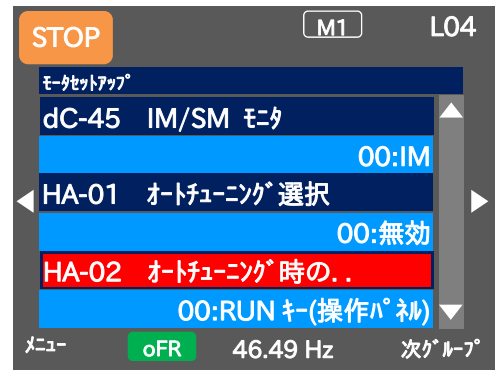 STOP M1 L04
ﾓｰﾀｾｯﾄｱｯﾌﾟ
dC-45 IM/SM ﾓﾆﾀ
00:IM
HA-01 ｵｰﾄﾁｭｰﾆﾝｸﾞ選択
00:無効
HA-02 ｵｰﾄﾁｭｰﾆﾝｸﾞ時の..
00:RUN ｷｰ(操作ﾊﾟﾈﾙ)
ﾒﾆｭｰ oFR 46.49 Hz 次ｸﾞﾙｰﾌﾟ